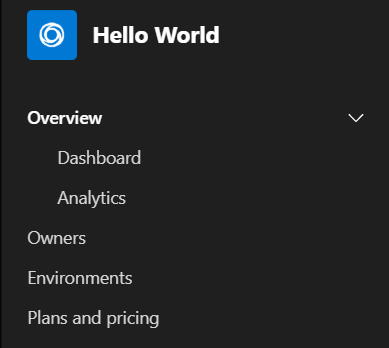 Hello World
Overview
Dashboard
Analytics
Owners
Environments
Plans and pricing